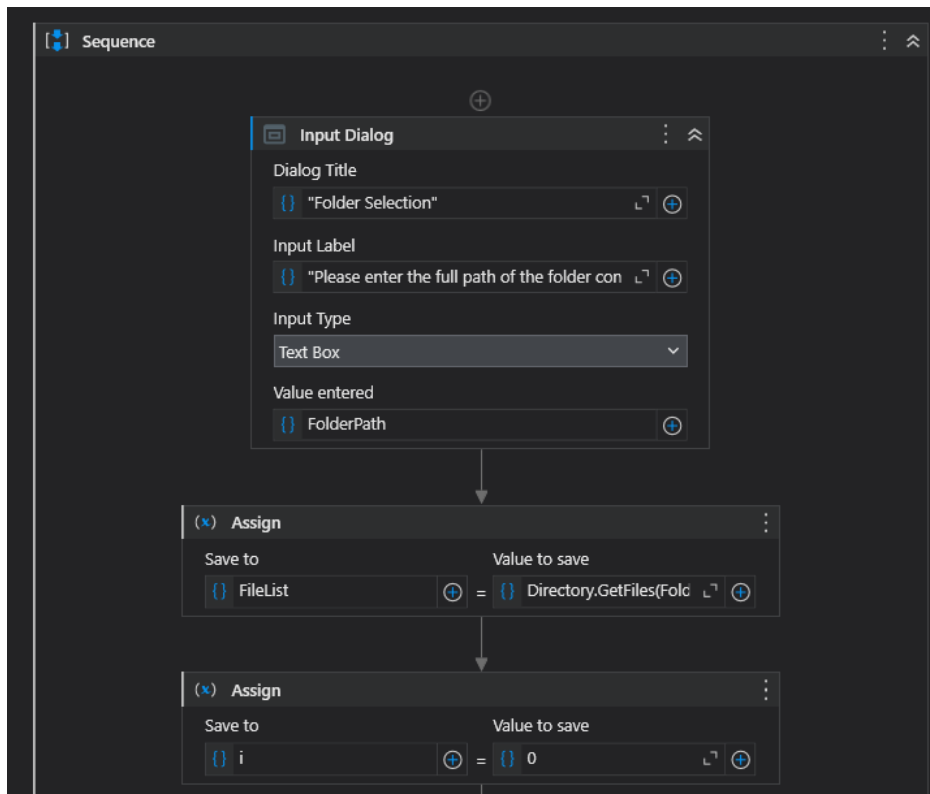 Sequence
Input Dialog
Dialog Title
"Folder Selection"
Input Label
"Please enter the full path of the folder con
Input Type
Text Box
Value entered
FolderPath
(x) Assign
Save to Value to save
FileList = Directory.GetFiles(Fold
(x) Assign
Save to Value to save
i = 0